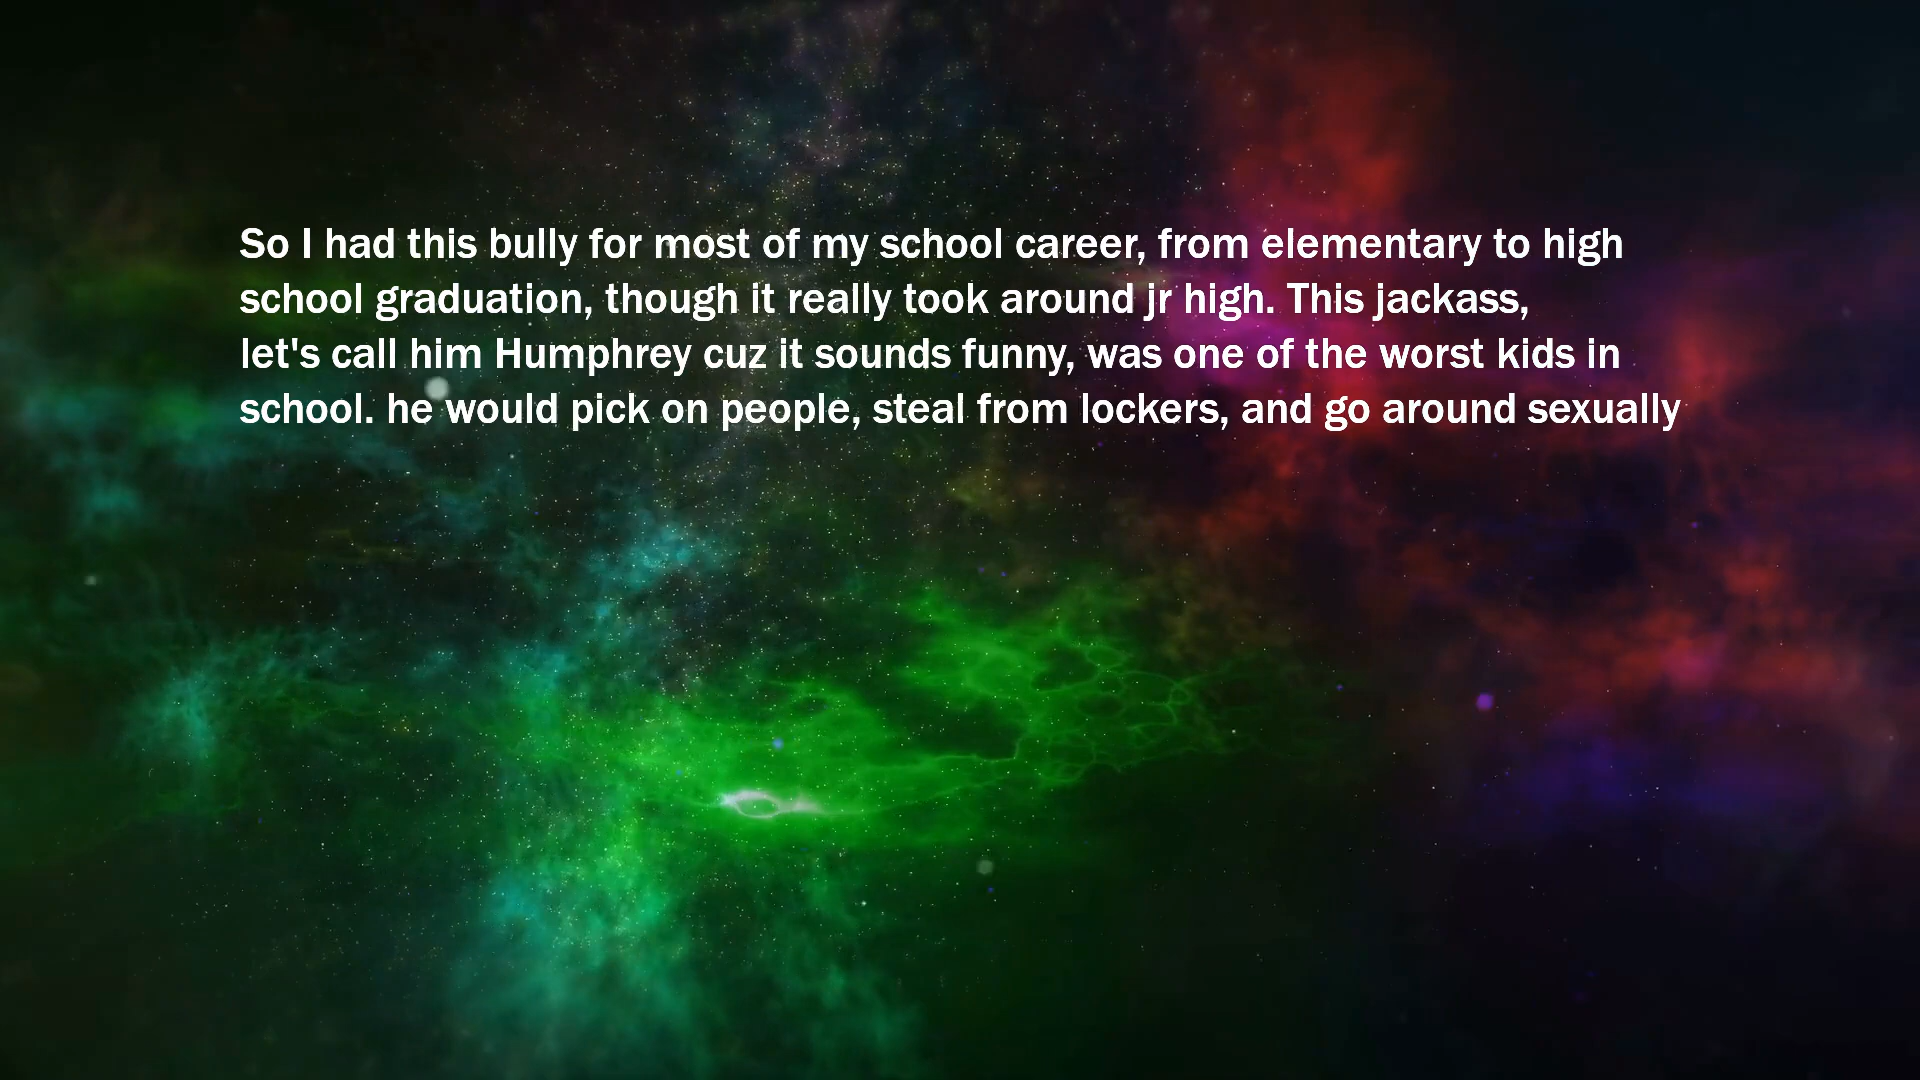 So I had this bully for most of my school career, from elementary to high
school graduation, though it really took around jr high. This jackass,
let's call him Humphrey cuz it sounds funny, was one of the worst kids in
school. he would pick on people, steal from lockers, and go around sexually